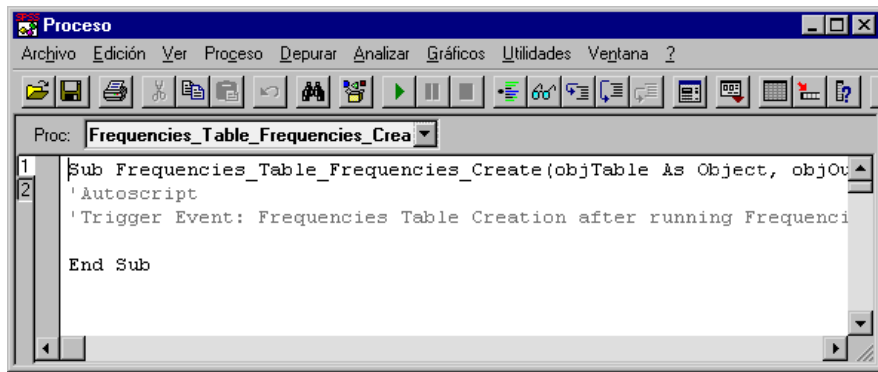 Proceso
Archivo Edición Ver Proceso Depurar Analizar Gráficos Utilidades Ventana ?
Proc: Frequencies_Table_Frequencies_Crea
1 Sub Frequencies_Table_Frequencies_Create(objTable As Object, objOu
2 'Autoscript
'Trigger Event: Frequencies Table Creation after running Frequenci
End Sub